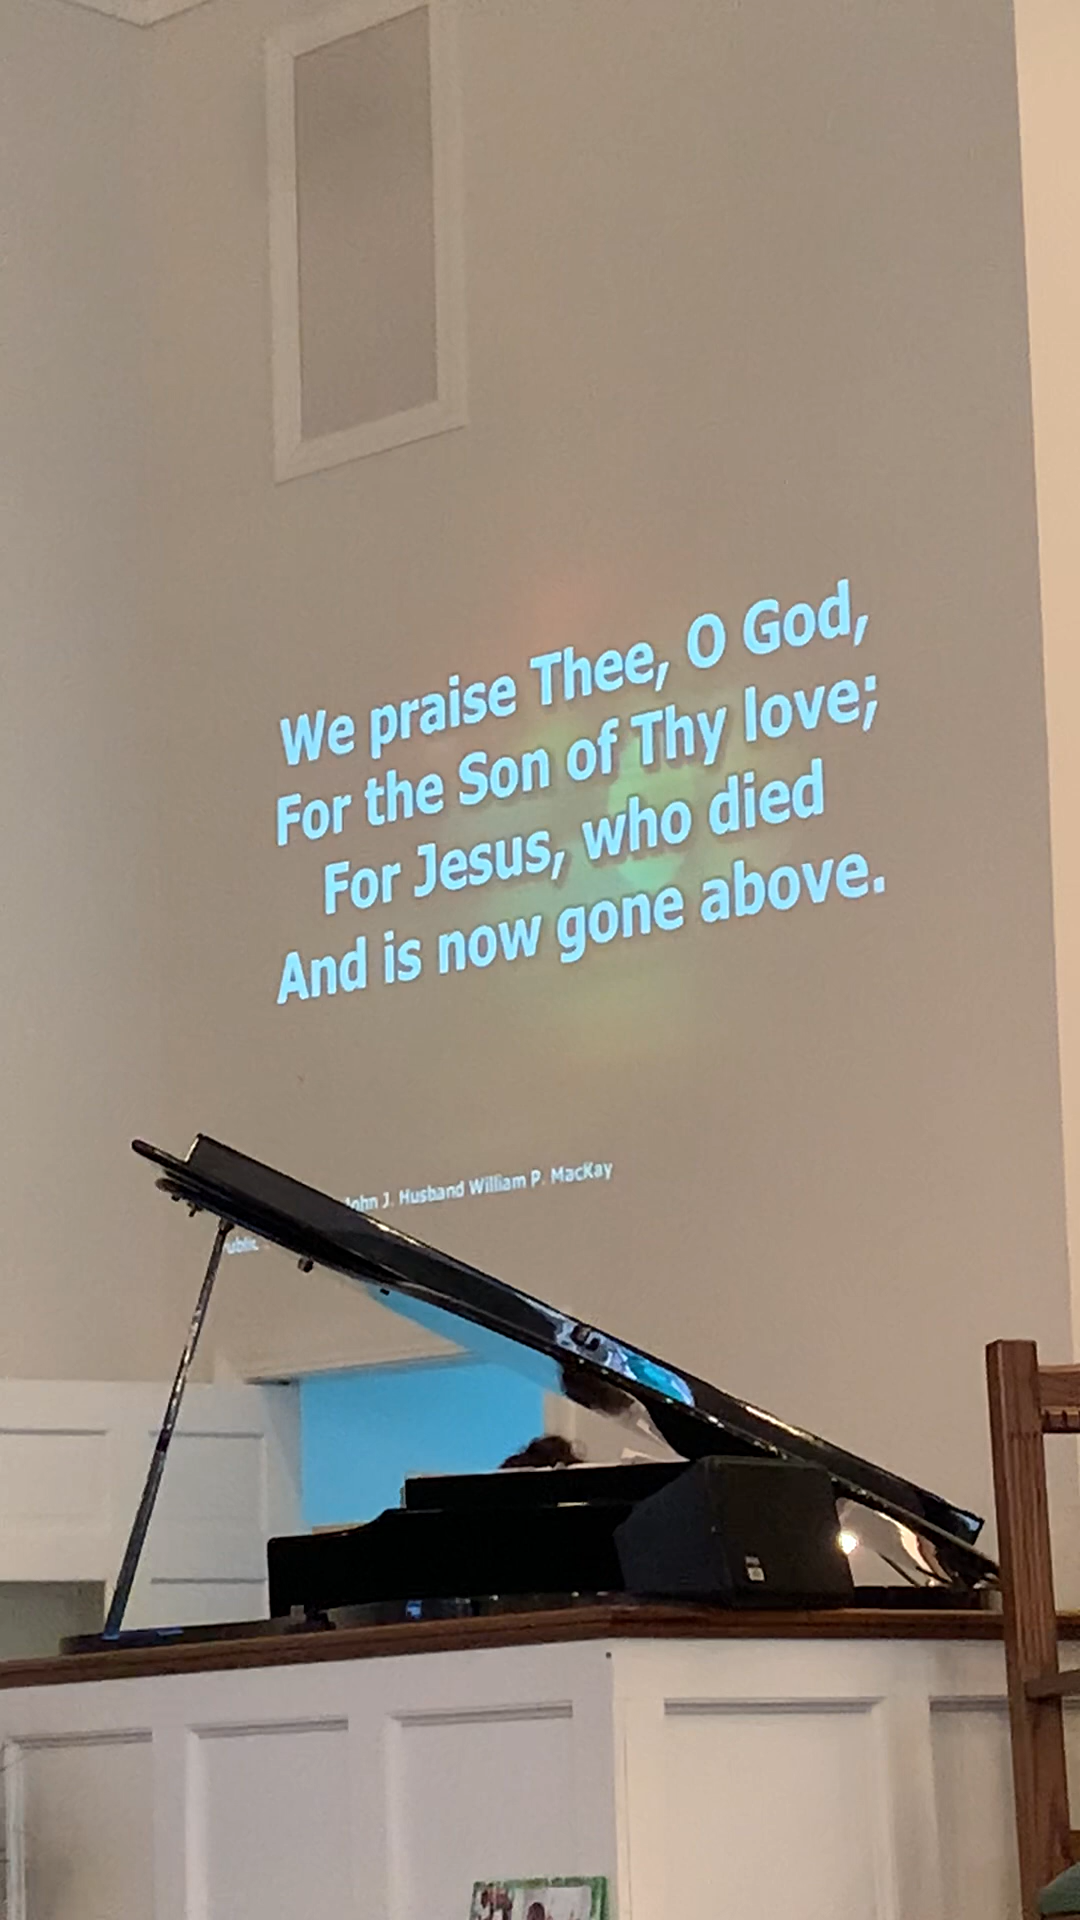 We praise Thee, O God,
For the Son of Thy love;
For Jesus, who died
And is now gone above.
John J. Husband William P. MacKay